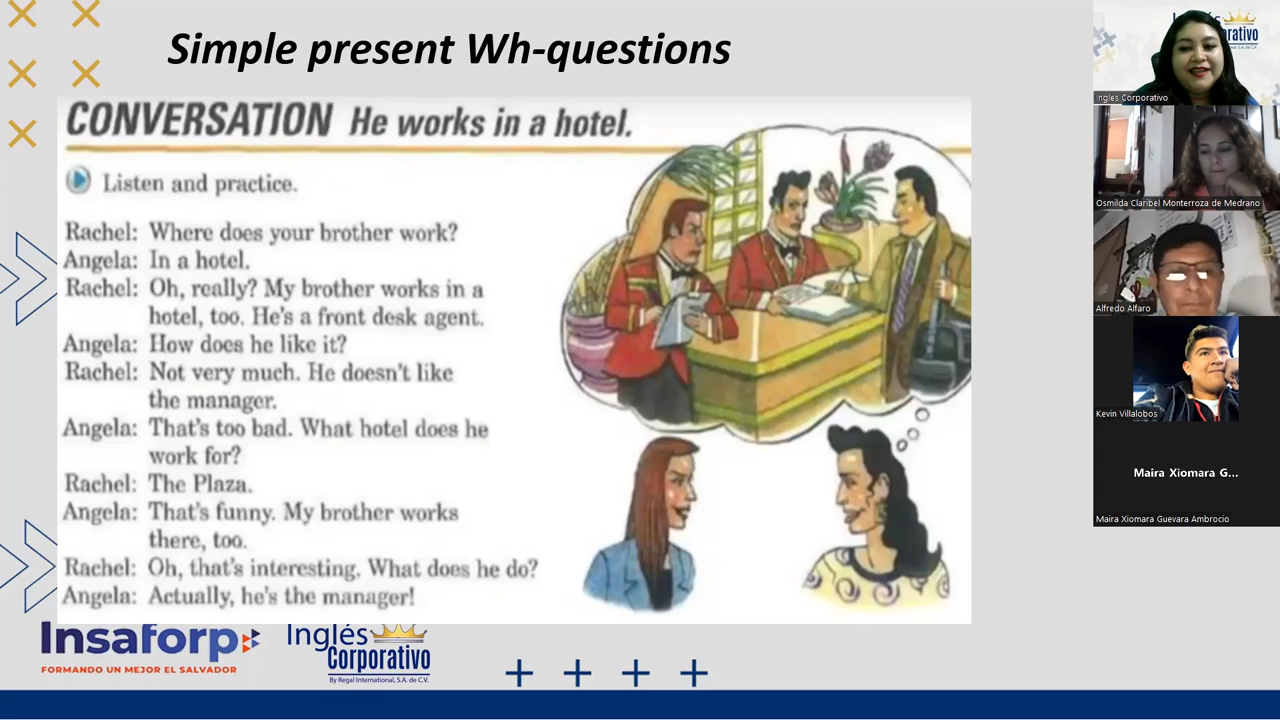 Simple present Wh-questions
CONVERSATION He works in a hotel.
Listen and practice.
Rachel: Where does your brother work?
Angela: In a hotel.
Rachel: Oh, really? My brother works in a
hotel, too. He's a front desk agent.
Angela: How does he like it?
Rachel: Not very much. He doesn't like
the manager.
Angela: That's too bad. What hotel does he
work for?
Rachel: The Plaza.
Angela: That's funny. My brother works
there, too.
Rachel: Oh, that's interesting. What does he do?
Angela: Actually, he's the manager!
Insaforp
FORMANDO UN MEJOR EL SALVADOR
Inglés
Corporativo
By Regal International, S.A. de C.V.
Ingles Corporativo
Osmilda Claribel Monterroza de Medrano
Alfredo Alfaro
Kevin Villalobos
Maira Xiomara G...
Maira Xiomara Guevara Ambrocio